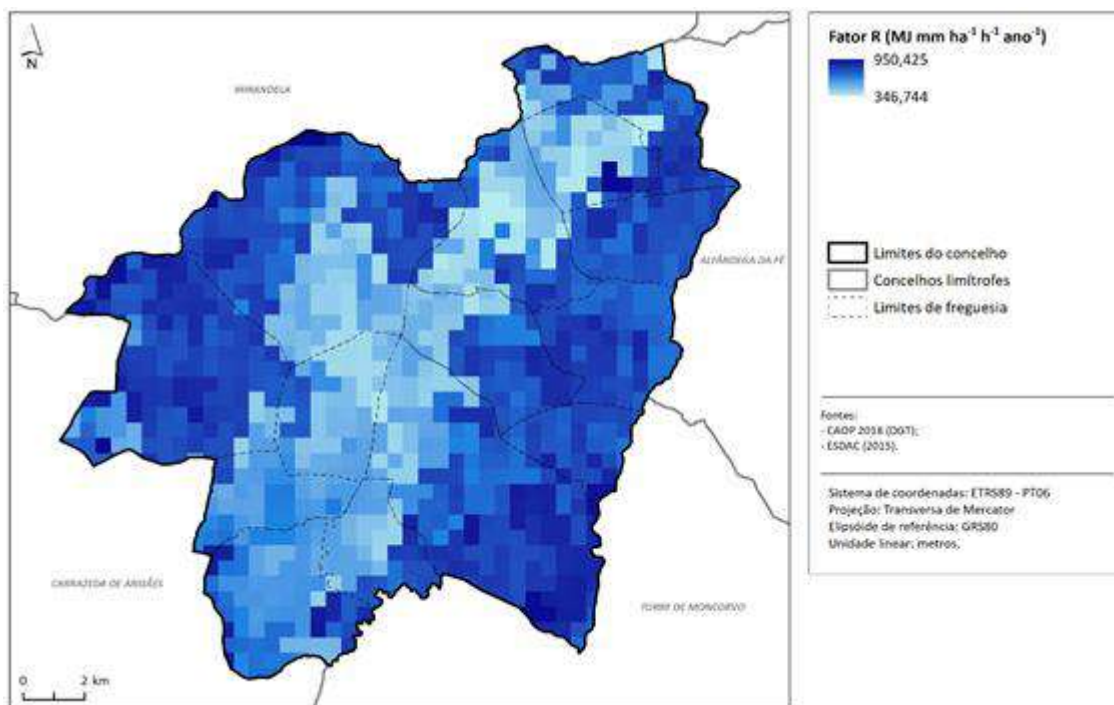 N
MIRANDELA
ALFÂNDEGA DA FÉ
CARRAZEDA DE ANSIÃES
TORRE DE MONCORVO
0 2 km
Fator R (MJ mm ha⁻¹ h⁻¹ ano⁻¹)
950,425
346,744
Limites do concelho
Concelhos limítrofes
Limites de freguesia
Fontes:
- CAOP 2018 (DGT);
- ESDAC (2015).
Sistema de coordenadas: ETRS89 - PT06
Projeção: Transversa de Mercator
Elipsóide de referência: GRS80
Unidade linear: metros.